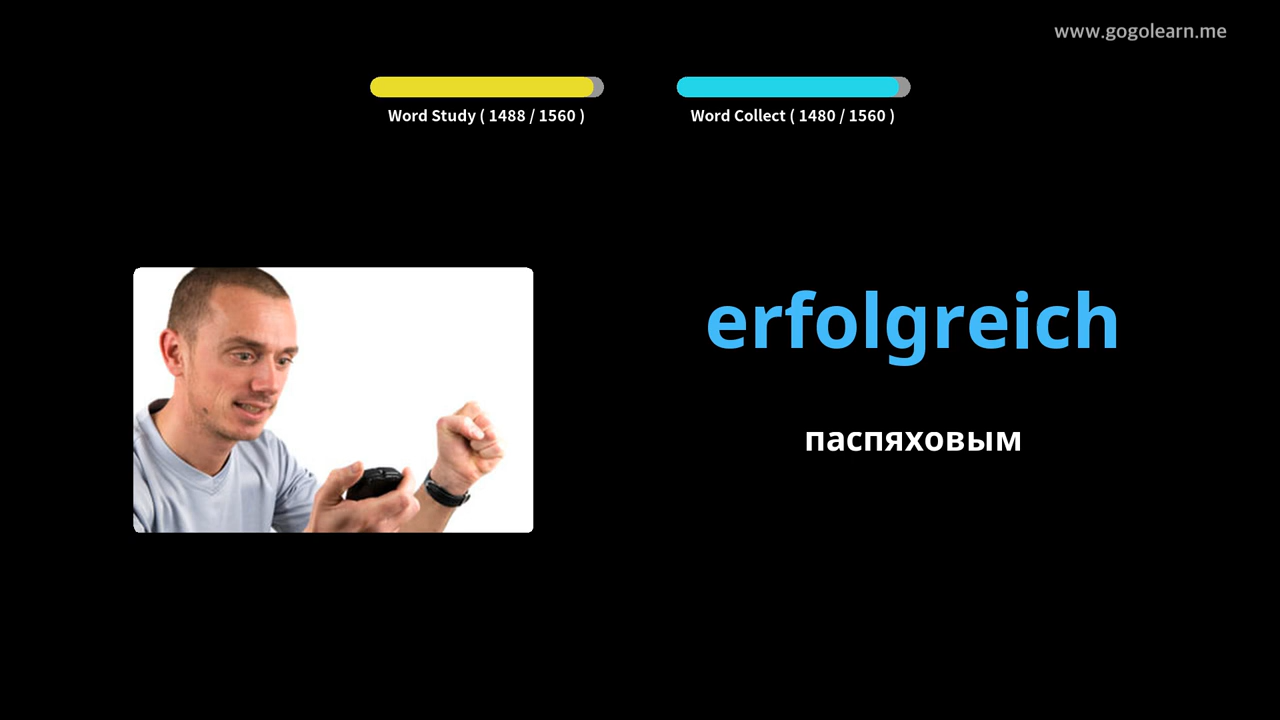 www.gogolearn.me
Word Study ( 1488 / 1560 )
Word Collect ( 1480 / 1560 )
erfolgreich
паспяховым